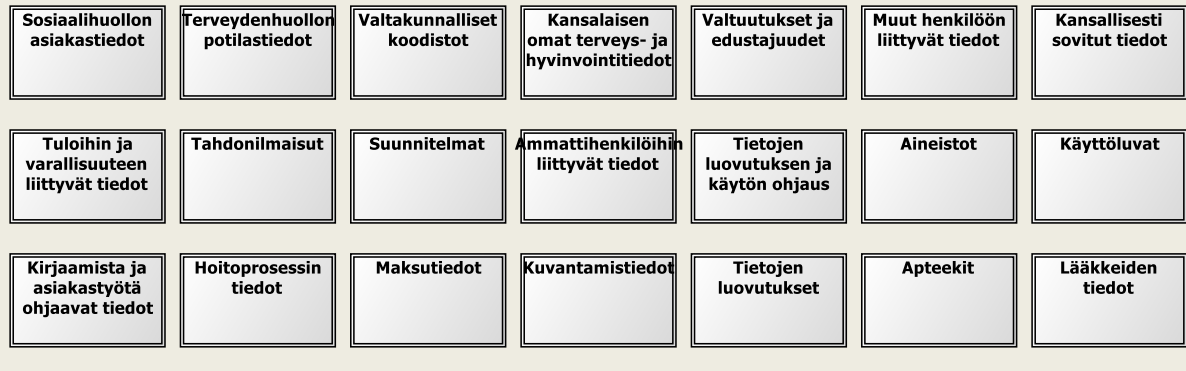 Sosiaalihuollon
asiakastiedot
Terveydenhuollon
potilastiedot
Valtakunnalliset
koodistot
Kansalaisen
omat terveys- ja
hyvinvointitiedot
Valtuutukset ja
edustajuudet
Muut henkilöön
liittyvät tiedot
Kansallisesti
sovitut tiedot
Tuloihin ja
varallisuuteen
liittyvät tiedot
Tahdonilmaisut
Suunnitelmat
Ammattihenkilöihin
liittyvät tiedot
Tietojen
luovutuksen ja
käytön ohjaus
Aineistot
Käyttöluvat
Kirjaamista ja
asiakastyötä
ohjaavat tiedot
Hoitoprosessin
tiedot
Maksutiedot
Kuvantamistiedot
Tietojen
luovutukset
Apteekit
Lääkkeiden
tiedot